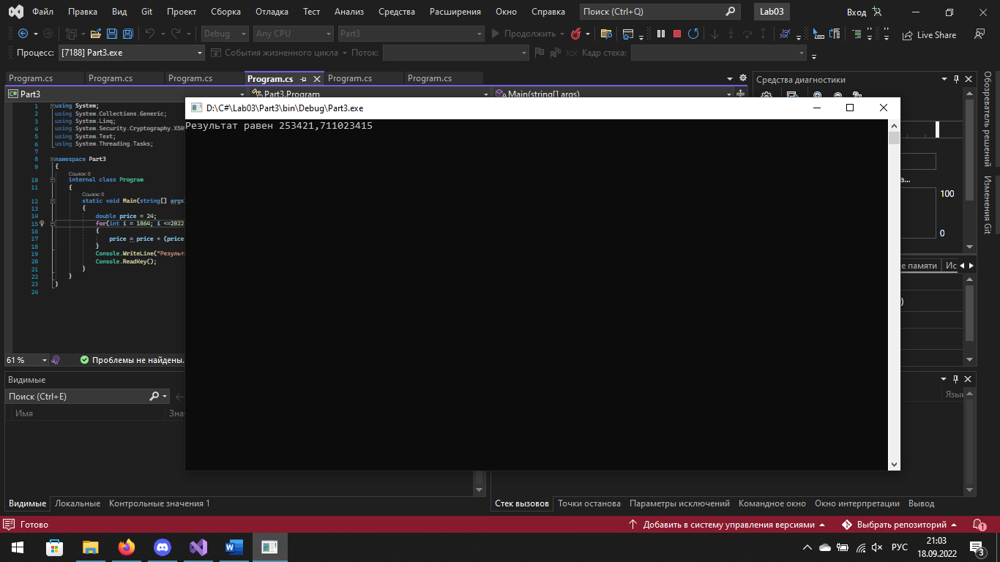 Файл Правка Вид Git Проект Сборка Отладка Тест Анализ Средства Расширения Окно Справка Поиск (Ctrl+Q) Lab03 Вход
Debug Any CPU Part3 Продолжить Live Share
Процесс: [7188] Part3.exe События жизненного цикла Поток: Кадр стека:
Program.cs Program.cs Program.cs Program.cs Program.cs Program.cs
C# Part3 Part3.Program Main(string[] args)
Средства диагностики
Обозреватель решений
Изменения Git
D:\C#\Lab03\Part3\bin\Debug\Part3.exe
Результат равен 253421,711023415
1 using System;
2 using System.Collections.Generic;
3 using System.Linq;
4 using System.Security.Cryptography.X50
5 using System.Text;
6 using System.Threading.Tasks;
7
8 namespace Part3
9 {
Ссылок: 0
10 internal class Program
11 {
Ссылок: 0
12 static void Main(string[] args)
13 {
14 double price = 24;
15 for(int i = 1864; i <=2022
16 {
17 price = price + (price
18 }
19 Console.WriteLine("Результ
20 Console.ReadKey();
21 }
22 }
23 }
24
а...
100
0
е памяти Ис
)
61 % Проблемы не найдены.
Видимые
Поиск (Ctrl+E)
Имя Зна
Язык
Видимые Локальные Контрольные значения 1
Стек вызовов Точки останова Параметры исключений Командное окно Окно интерпретации Вывод
Готово Добавить в систему управления версиями Выбрать репозиторий 1
W РУС 21:03
18.09.2022 3